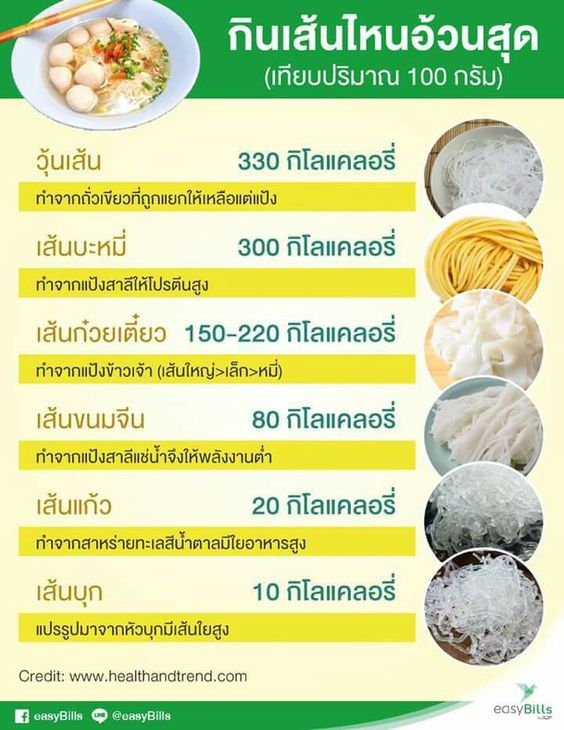 กินเส้นไหนอ้วนสุด
(เทียบปริมาณ 100 กรัม)
วุ้นเส้น 330 กิโลแคลอรี่
ทำจากถั่วเขียวที่ถูกแยกให้เหลือแต่แป้ง
เส้นบะหมี่ 300 กิโลแคลอรี่
ทำจากแป้งสาลีให้โปรตีนสูง
เส้นก๋วยเตี๋ยว 150-220 กิโลแคลอรี่
ทำจากแป้งข้าวเจ้า (เส้นใหญ่>เล็ก>หมี่)
เส้นขนมจีน 80 กิโลแคลอรี่
ทำจากแป้งสาลีแช่น้ำจึงให้พลังงานต่ำ
เส้นแก้ว 20 กิโลแคลอรี่
ทำจากสาหร่ายทะเลสีน้ำตาลมีใยอาหารสูง
เส้นบุก 10 กิโลแคลอรี่
แปรรูปมาจากหัวบุกมีเส้นใยสูง
Credit: www.healthandtrend.com
easyBills
f easyBills LINE @easyBills